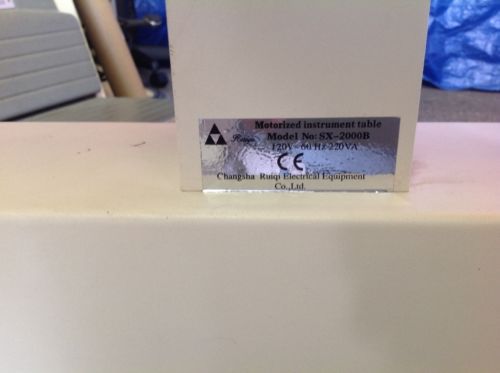 Motorized instrument table
Model No: SX-2000B
120V~ 60 Hz 220VA
CE
Changsha Ruiqi Electrical Equipment
Co.,Ltd.